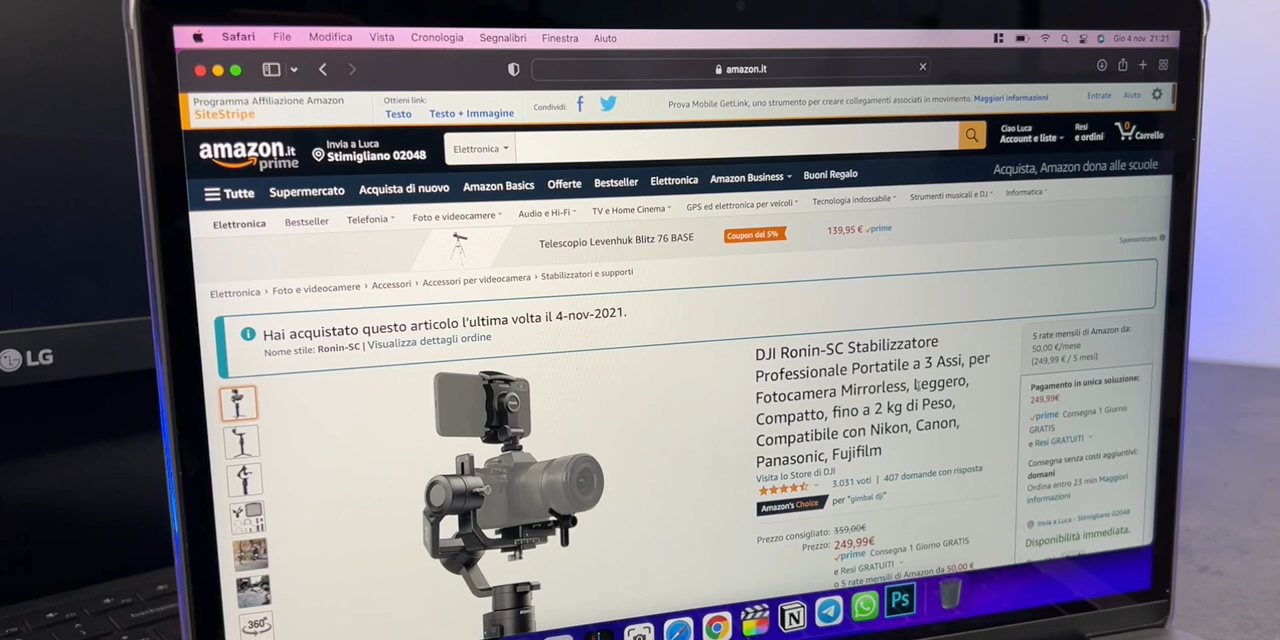 Safari File Modifica Vista Cronologia Segnalibri Finestra Aiuto Gio 4 nov 21:21
amazon.it
Programma Affiliazione Amazon
SiteStripe
Ottieni link:
Testo Testo + Immagine
Condividi:
Prova Mobile GetLink, uno strumento per creare collegamenti associati in movimento. Maggiori informazioni
Entrate Aiuto
amazon.it
prime
Invia a Luca
Stimigliano 02048
Elettronica
Ciao Luca
Account e liste
Resi
e ordini
0
Carrello
Tutte Supermercato Acquista di nuovo Amazon Basics Offerte Bestseller Elettronica Amazon Business Buoni Regalo
Acquista, Amazon dona alle scuole
Elettronica Bestseller Telefonia Foto e videocamere Audio e Hi-Fi TV e Home Cinema GPS ed elettronica per veicoli Tecnologia indossabile Strumenti musicali e DJ Informatica
Telescopio Levenhuk Blitz 76 BASE Coupon del 5% 139,95 € prime
Sponsorizzato
Elettronica › Foto e videocamere › Accessori › Accessori per videocamera › Stabilizzatori e supporti
Hai acquistato questo articolo l'ultima volta il 4-nov-2021.
Nome stile: Ronin-SC | Visualizza dettagli ordine
DJI Ronin-SC Stabilizzatore
Professionale Portatile a 3 Assi, per
Fotocamera Mirrorless, Leggero,
Compatto, fino a 2 kg di Peso,
Compatibile con Nikon, Canon,
Panasonic, Fujifilm
Visita lo Store di DJI
3.031 voti | 407 domande con risposta
Amazon's Choice per "gimbal dji"
Prezzo consigliato: 359,00€
Prezzo: 249,99€
prime Consegna 1 Giorno GRATIS
e Resi GRATUITI
o 5 rate mensili di Amazon da 50,00 €
5 rate mensili di Amazon da:
50,00 €/mese
(249,99 € / 5 mesi)
Pagamento in unica soluzione:
249,99€
prime Consegna 1 Giorno
GRATIS
e Resi GRATUITI
Consegna senza costi aggiuntivi:
domani
Ordina entro 23 min Maggiori
informazioni
Invia a Luca - Stimigliano 02048
Disponibilità immediata.
360°
Ps
LG